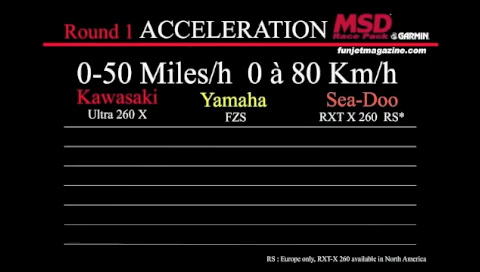 Round 1 ACCELERATION MSD
Race Pack & GARMIN
funjetmagazine.com
0-50 Miles/h 0 à 80 Km/h
Kawasaki Yamaha Sea-Doo
Ultra 260 X FZS RXT X 260 RS*
RS : Europe only, RXT-X 260 available in North America